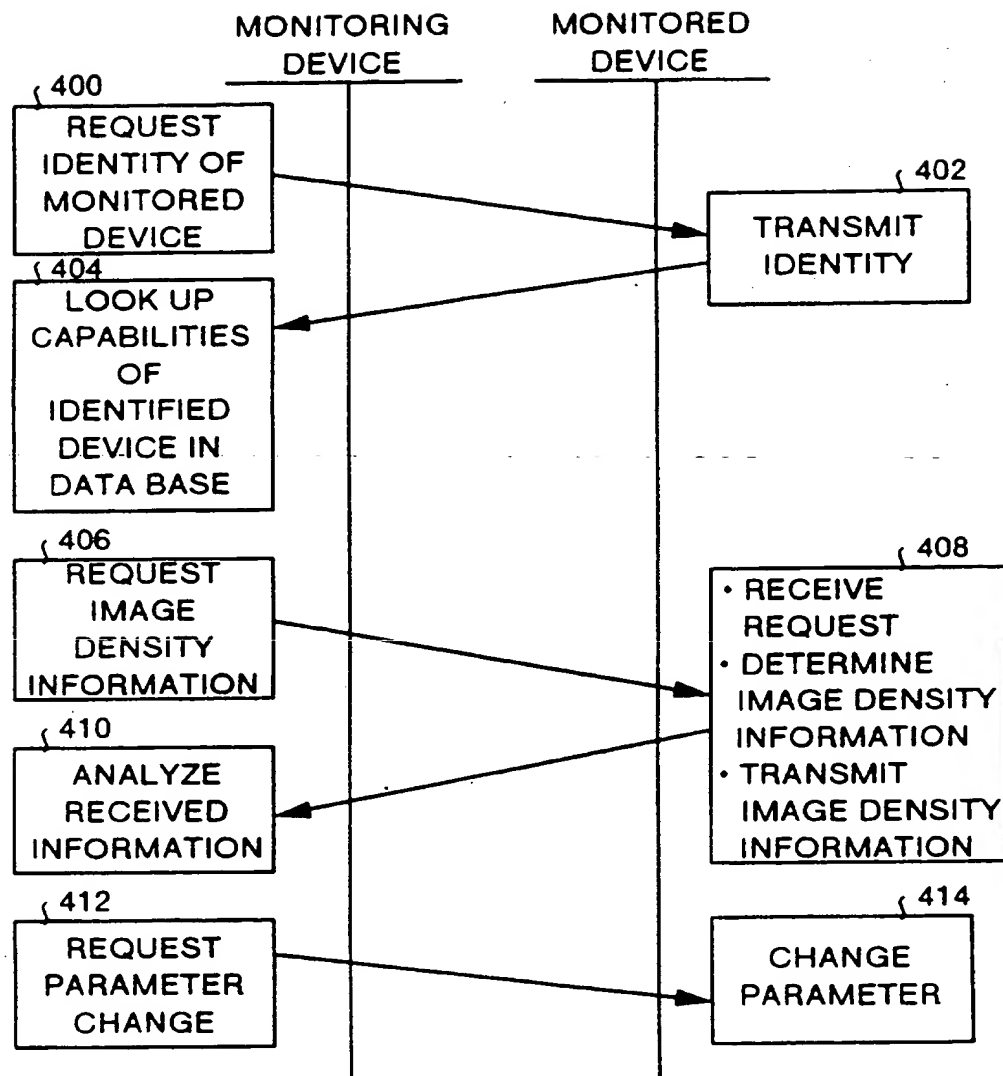 MONITORING
DEVICE
MONITORED
DEVICE
400
REQUEST
IDENTITY OF
MONITORED
DEVICE
402
TRANSMIT
IDENTITY
404
LOOK UP
CAPABILITIES
OF
IDENTIFIED
DEVICE IN
DATA BASE
406
REQUEST
IMAGE
DENSITY
INFORMATION
408
• RECEIVE
REQUEST
• DETERMINE
IMAGE DENSITY
INFORMATION
• TRANSMIT
IMAGE DENSITY
INFORMATION
410
ANALYZE
RECEIVED
INFORMATION
412
REQUEST
PARAMETER
CHANGE
414
CHANGE
PARAMETER